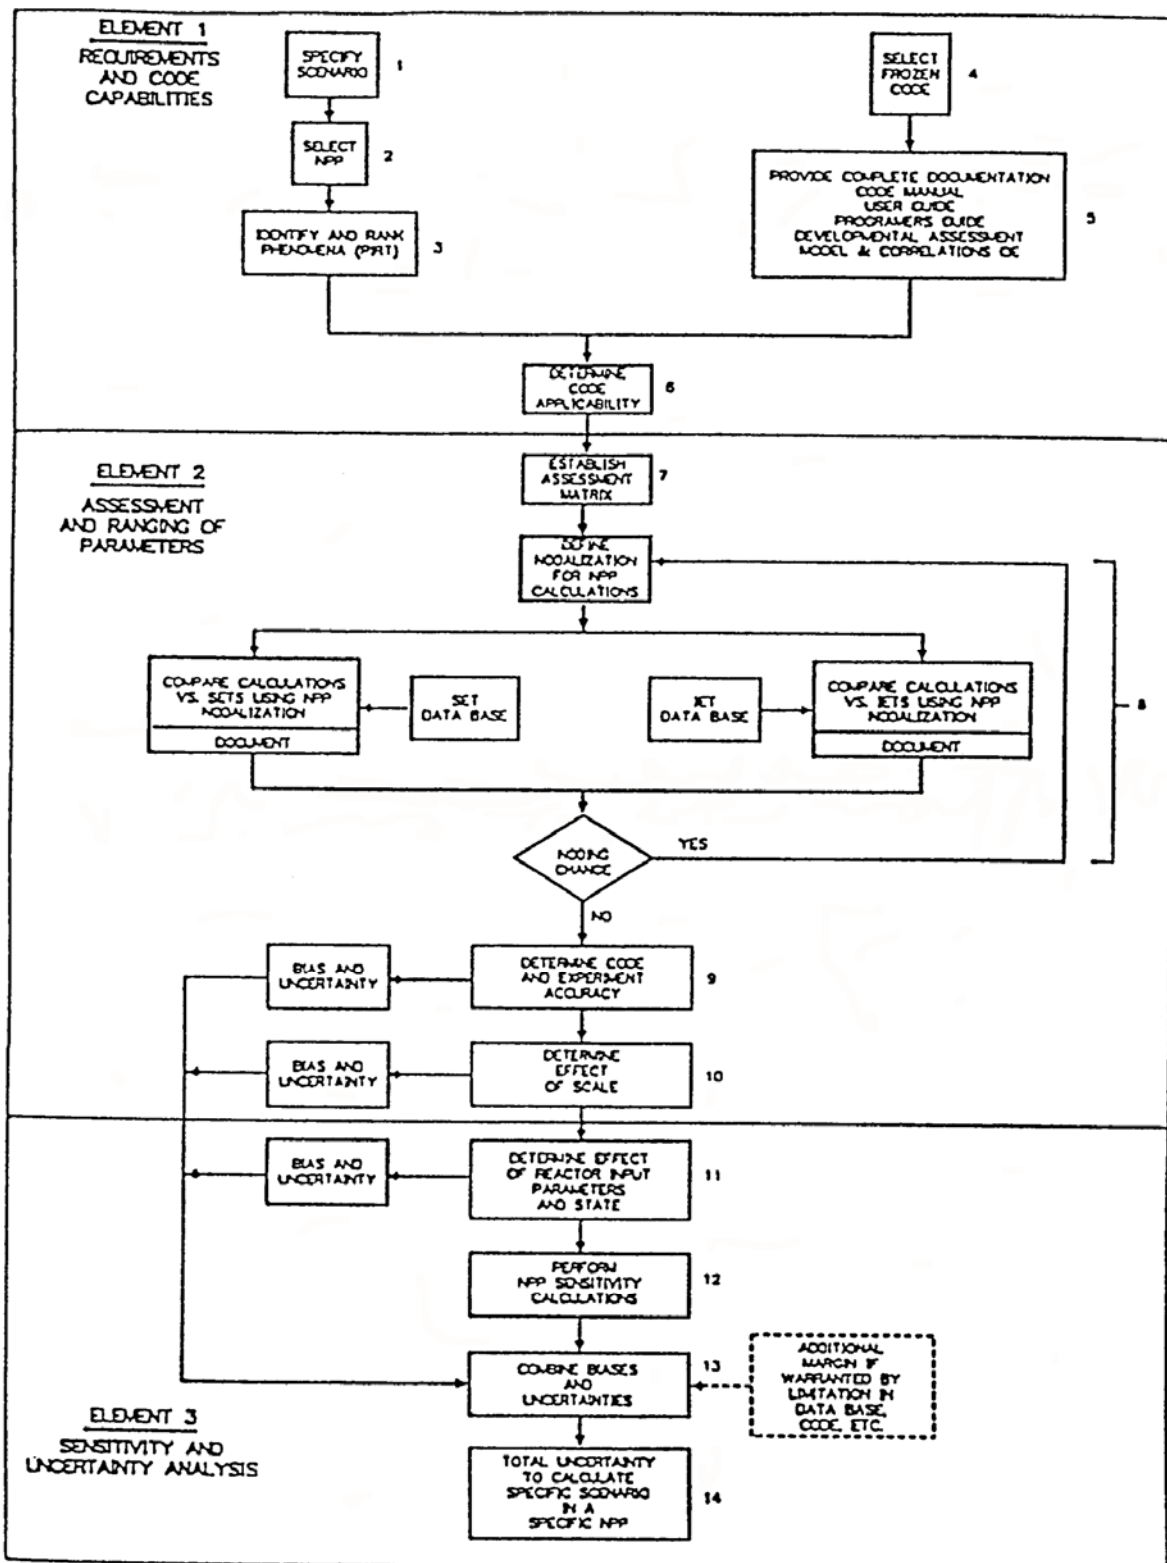 ELEMENT 1
REQUIREMENTS
AND CODE
CAPABILITIES
SPECIFY
SCENARIO
1
SELECT
NPP
2
IDENTIFY AND RANK
PHENOMENA (PIRT)
3
SELECT
FROZEN
CODE
4
PROVIDE COMPLETE DOCUMENTATION
CODE MANUAL
USER GUIDE
PROGRAMERS GUIDE
DEVELOPMENTAL ASSESSMENT
MODEL & CORRELATIONS QE
5
DETERMINE
CODE
APPLICABILITY
6
ELEMENT 2
ASSESSMENT
AND RANGING OF
PARAMETERS
ESTABLISH
ASSESSMENT
MATRIX
7
DEFINE
NODALIZATION
FOR NPP
CALCULATIONS
COMPARE CALCULATIONS
VS. SETS USING NPP
NODALIZATION
DOCUMENT
SET
DATA BASE
IET
DATA BASE
COMPARE CALCULATIONS
VS. IETS USING NPP
NODALIZATION
DOCUMENT
8
NODING
CHANGE
YES
NO
BIAS AND
UNCERTAINTY
DETERMINE CODE
AND EXPERIMENT
ACCURACY
9
BIAS AND
UNCERTAINTY
DETERMINE
EFFECT
OF SCALE
10
BIAS AND
UNCERTAINTY
DETERMINE EFFECT
OF REACTOR INPUT
PARAMETERS
AND STATE
11
PERFORM
NPP SENSITIVITY
CALCULATIONS
12
COMBINE BIASES
AND
UNCERTAINTIES
13
ADDITIONAL
MARGIN IF
WARRANTED BY
LIMITATION IN
DATA BASE,
CODE, ETC.
ELEMENT 3
SENSITIVITY AND
UNCERTAINTY ANALYSIS
TOTAL UNCERTAINTY
TO CALCULATE
SPECIFIC SCENARIO
IN A
SPECIFIC NPP
14